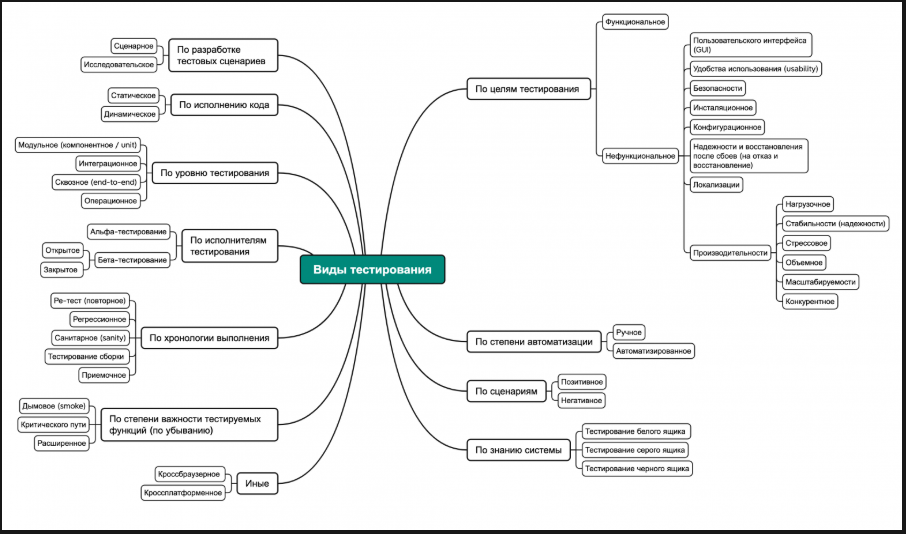 Виды тестирования
По разработке
тестовых сценариев
Сценарное
Исследовательское
По исполнению кода
Статическое
Динамическое
По уровню тестирования
Модульное (компонентное / unit)
Интеграционное
Сквозное (end-to-end)
Операционное
По исполнителям
тестирования
Альфа-тестирование
Бета-тестирование
Открытое
Закрытое
По хронологии выполнения
Ре-тест (повторное)
Регрессионное
Санитарное (sanity)
Тестирование сборки
Приемочное
По степени важности тестируемых
функций (по убыванию)
Дымовое (smoke)
Критического пути
Расширенное
Иные
Кроссбраузерное
Кроссплатформенное
По целям тестирования
Функциональное
Нефункциональное
Пользовательского интерфейса
(GUI)
Удобства использования (usability)
Безопасности
Инсталяционное
Конфигурационное
Надежности и восстановления
после сбоев (на отказ и
восстановление)
Локализации
Производительности
Нагрузочное
Стабильности (надежности)
Стрессовое
Объемное
Масштабируемости
Конкурентное
По степени автоматизации
Ручное
Автоматизированное
По сценариям
Позитивное
Негативное
По знанию системы
Тестирование белого ящика
Тестирование серого ящика
Тестирование черного ящика